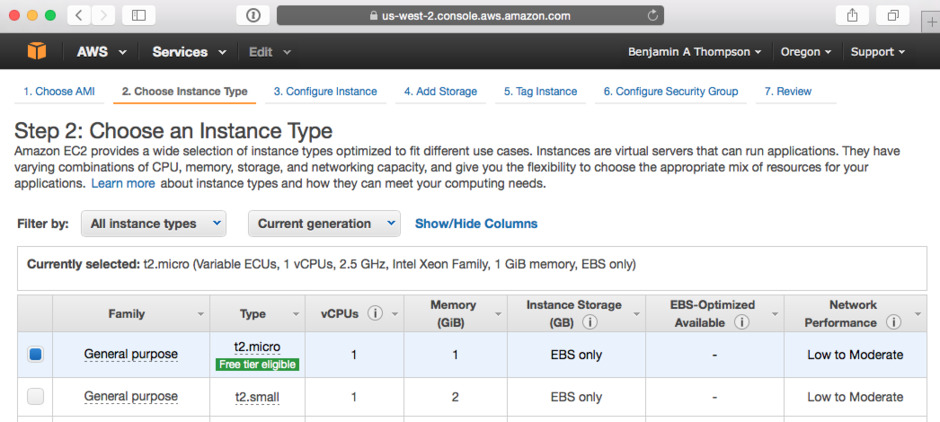 us-west-2.console.aws.amazon.com
AWS Services Edit Benjamin A Thompson Oregon Support
1. Choose AMI 2. Choose Instance Type 3. Configure Instance 4. Add Storage 5. Tag Instance 6. Configure Security Group 7. Review
Step 2: Choose an Instance Type
Amazon EC2 provides a wide selection of instance types optimized to fit different use cases. Instances are virtual servers that can run applications. They have
varying combinations of CPU, memory, storage, and networking capacity, and give you the flexibility to choose the appropriate mix of resources for your
applications. Learn more about instance types and how they can meet your computing needs.
Filter by: All instance types Current generation Show/Hide Columns
Currently selected: t2.micro (Variable ECUs, 1 vCPUs, 2.5 GHz, Intel Xeon Family, 1 GiB memory, EBS only)
Family Type vCPUs Memory (GiB) Instance Storage (GB) EBS-Optimized Available Network Performance
General purpose t2.micro 1 1 EBS only - Low to Moderate
Free tier eligible
General purpose t2.small 1 2 EBS only - Low to Moderate